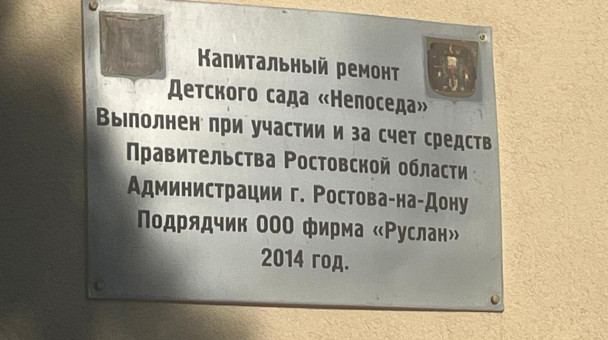 Капитальный ремонт
Детского сада «Непоседа»
Выполнен при участии и за счет средств
Правительства Ростовской области
Администрации г. Ростова-на-Дону
Подрядчик ООО фирма «Руслан»
2014 год.